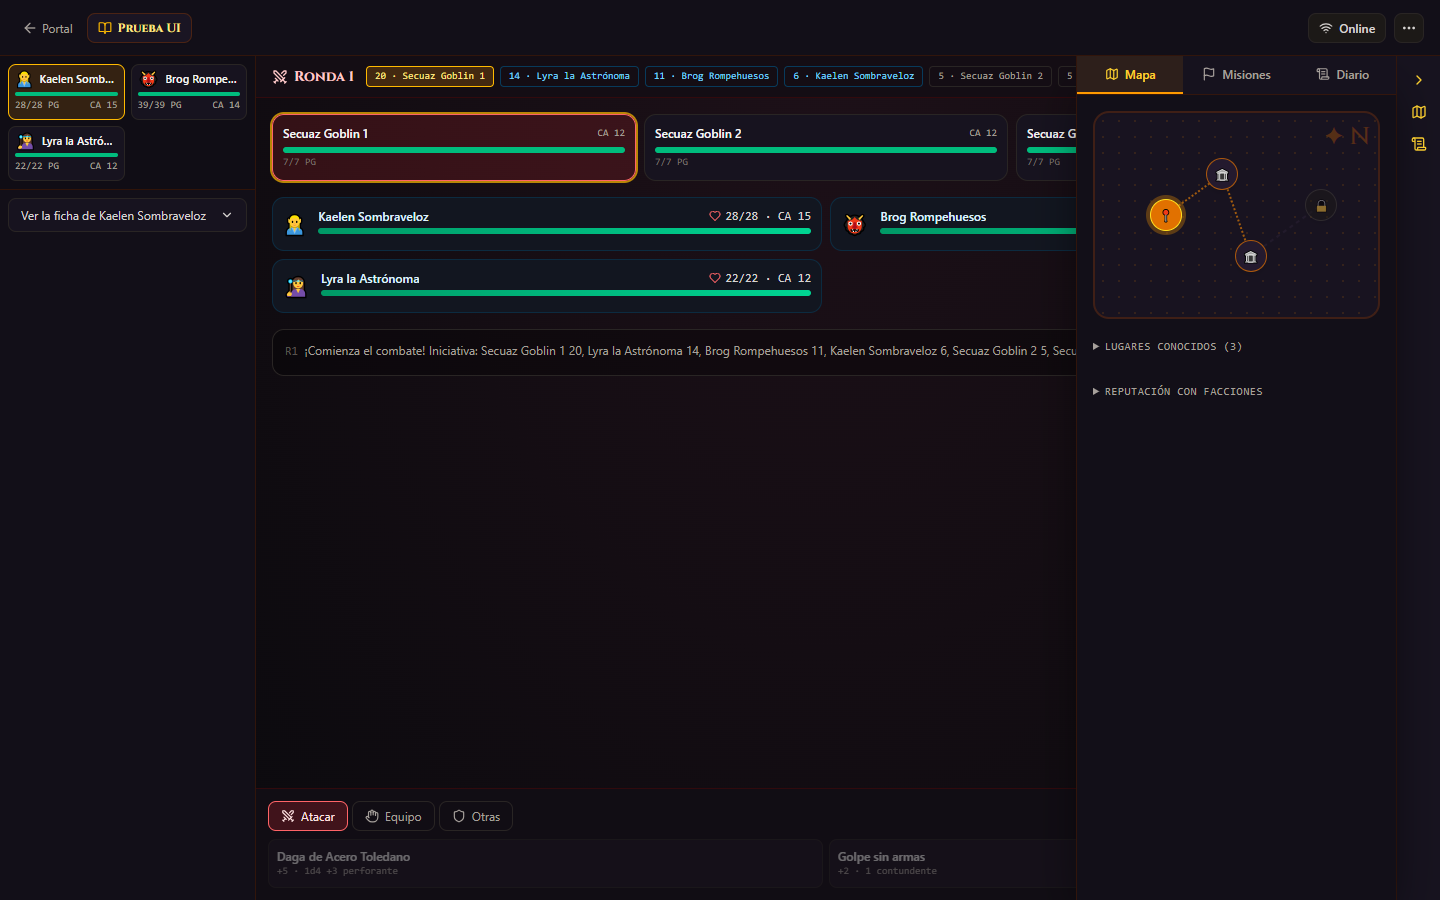 Portal
Prueba UI
Online
Kaelen Somb...
28/28 PG CA 15
Brog Rompe...
39/39 PG CA 14
Lyra la Astró...
22/22 PG CA 12
Ver la ficha de Kaelen Sombraveloz
Ronda 1
20 · Secuaz Goblin 1
14 · Lyra la Astrónoma
11 · Brog Rompehuesos
6 · Kaelen Sombraveloz
5 · Secuaz Goblin 2
5
Secuaz Goblin 1 CA 12
7/7 PG
Secuaz Goblin 2 CA 12
7/7 PG
Secuaz G
7/7 PG
Kaelen Sombraveloz 28/28 · CA 15
Brog Rompehuesos
Lyra la Astrónoma 22/22 · CA 12
R1 ¡Comienza el combate! Iniciativa: Secuaz Goblin 1 20, Lyra la Astrónoma 14, Brog Rompehuesos 11, Kaelen Sombraveloz 6, Secuaz Goblin 2 5, Secu
Atacar
Equipo
Otras
Daga de Acero Toledano
+5 · 1d4 +3 perforante
Golpe sin armas
+2 · 1 contundente
Mapa
Misiones
Diario
N
LUGARES CONOCIDOS (3)
REPUTACIÓN CON FACCIONES